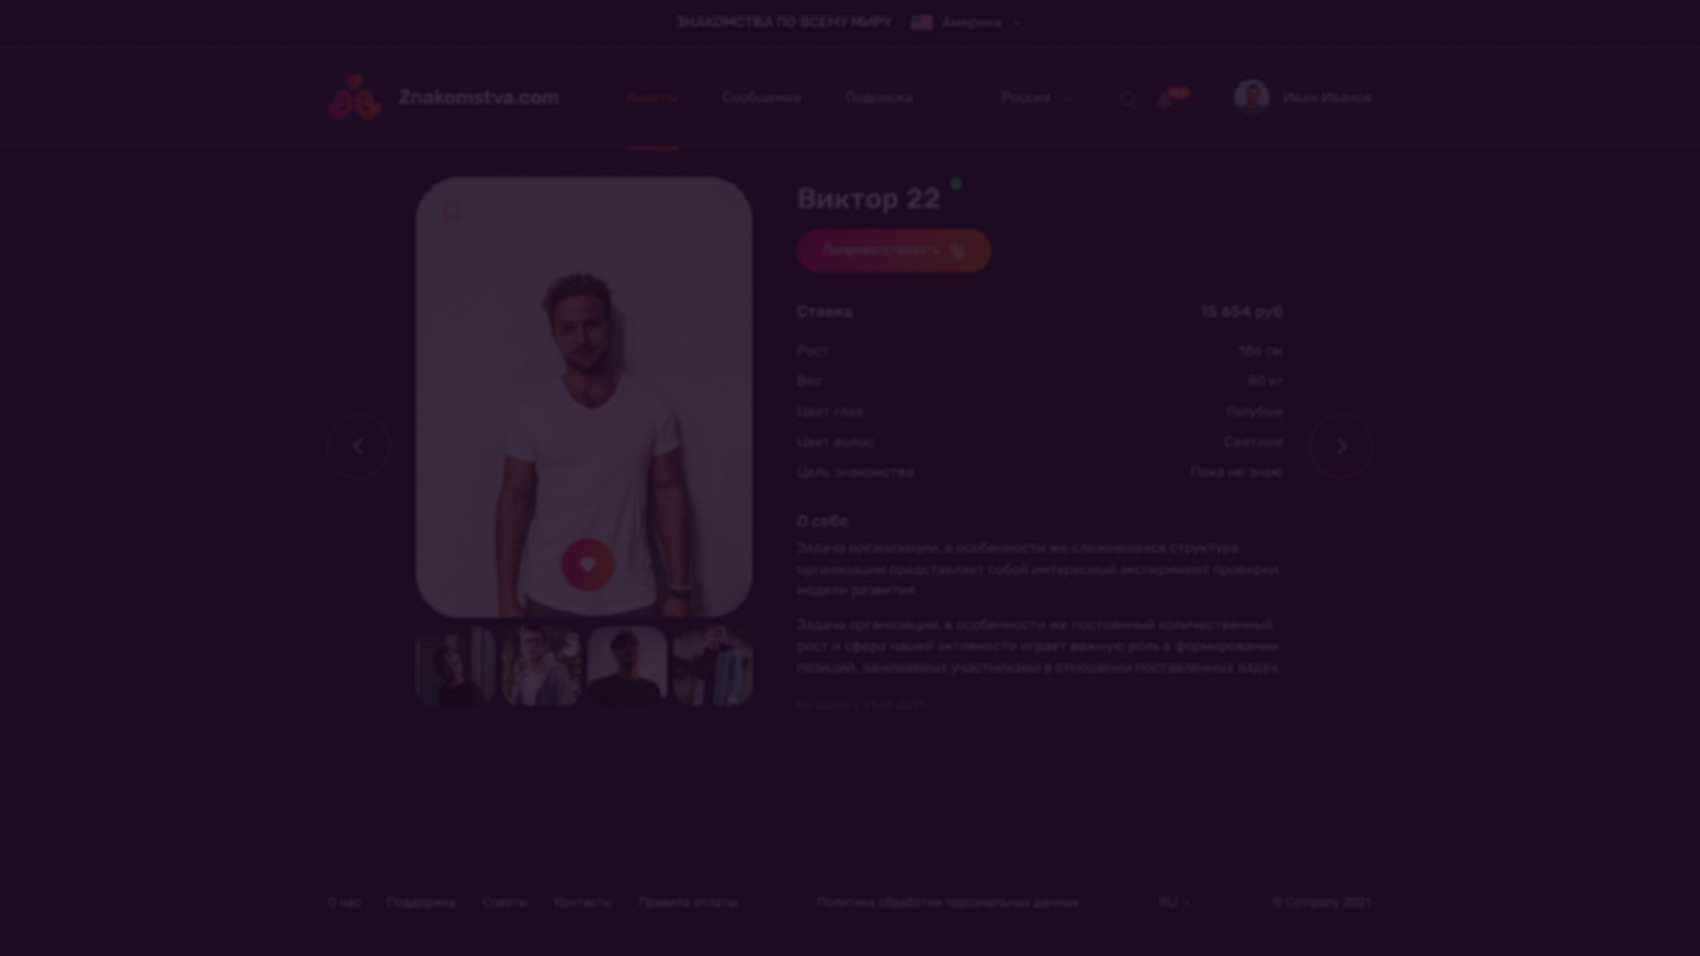 ЗНАКОМСТВА ПО ВСЕМУ МИРУ Америка
Znakomstva.com Анкеты Сообщения Подписка Россия Иван Иванов
Виктор 22
Поприветствовать
Ставка 15 654 руб
Рост 186 см
Вес 80 кг
Цвет глаз Голубые
Цвет волос Светлые
Цель знакомства Пока не знаю
О себе
Задача организации, в особенности же сложившаяся структура
организации представляет собой интересный эксперимент проверки
модели развития.
Задача организации, в особенности же постоянный количественный
рост и сфера нашей активности играет важную роль в формировании
позиций, занимаемых участниками в отношении поставленных задач.
На сайте с 21.06.2021
О нас Поддержка Советы Контакты Правила оплаты Политика обработки персональных данных RU © Company 2021